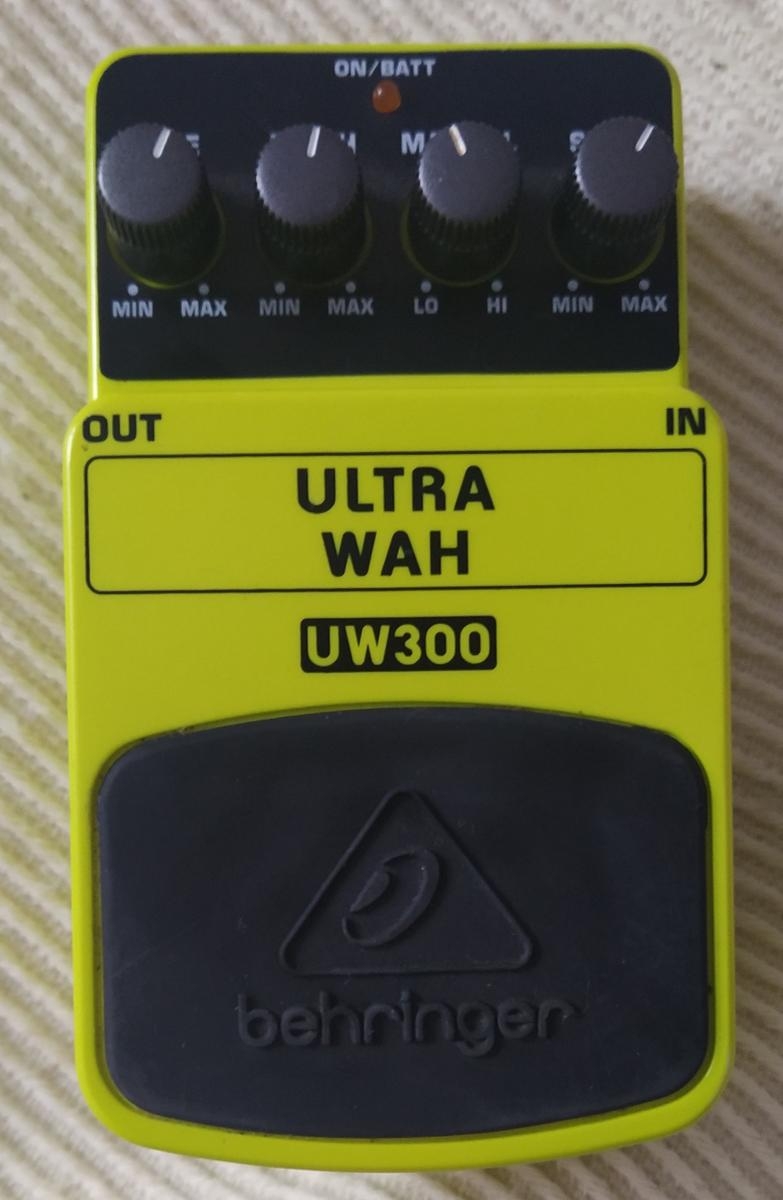 ON/BATT
MIN MAX MIN MAX LO HI MIN MAX
OUT IN
ULTRA
WAH
UW300
behringer